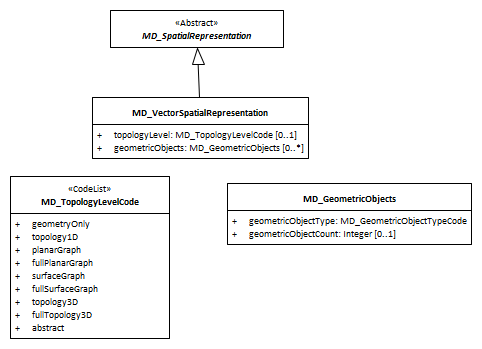 «Abstract»
MD_SpatialRepresentation
MD_VectorSpatialRepresentation
+ topologyLevel: MD_TopologyLevelCode [0..1]
+ geometricObjects: MD_GeometricObjects [0..*]
«CodeList»
MD_TopologyLevelCode
+ geometryOnly
+ topology1D
+ planarGraph
+ fullPlanarGraph
+ surfaceGraph
+ fullSurfaceGraph
+ topology3D
+ fullTopology3D
+ abstract
MD_GeometricObjects
+ geometricObjectType: MD_GeometricObjectTypeCode
+ geometricObjectCount: Integer [0..1]